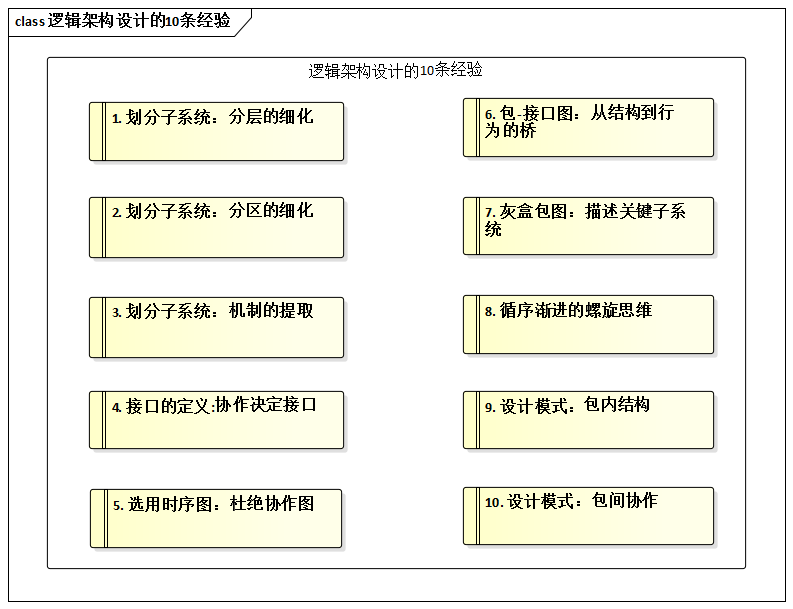 class 逻辑架构设计的10条经验
逻辑架构设计的10条经验
1. 划分子系统：分层的细化
2. 划分子系统：分区的细化
3. 划分子系统：机制的提取
4. 接口的定义:协作决定接口
5. 选用时序图：杜绝协作图
6. 包-接口图：从结构到行
为的桥
7. 灰盒包图：描述关键子系
统
8. 循序渐进的螺旋思维
9. 设计模式：包内结构
10. 设计模式：包间协作